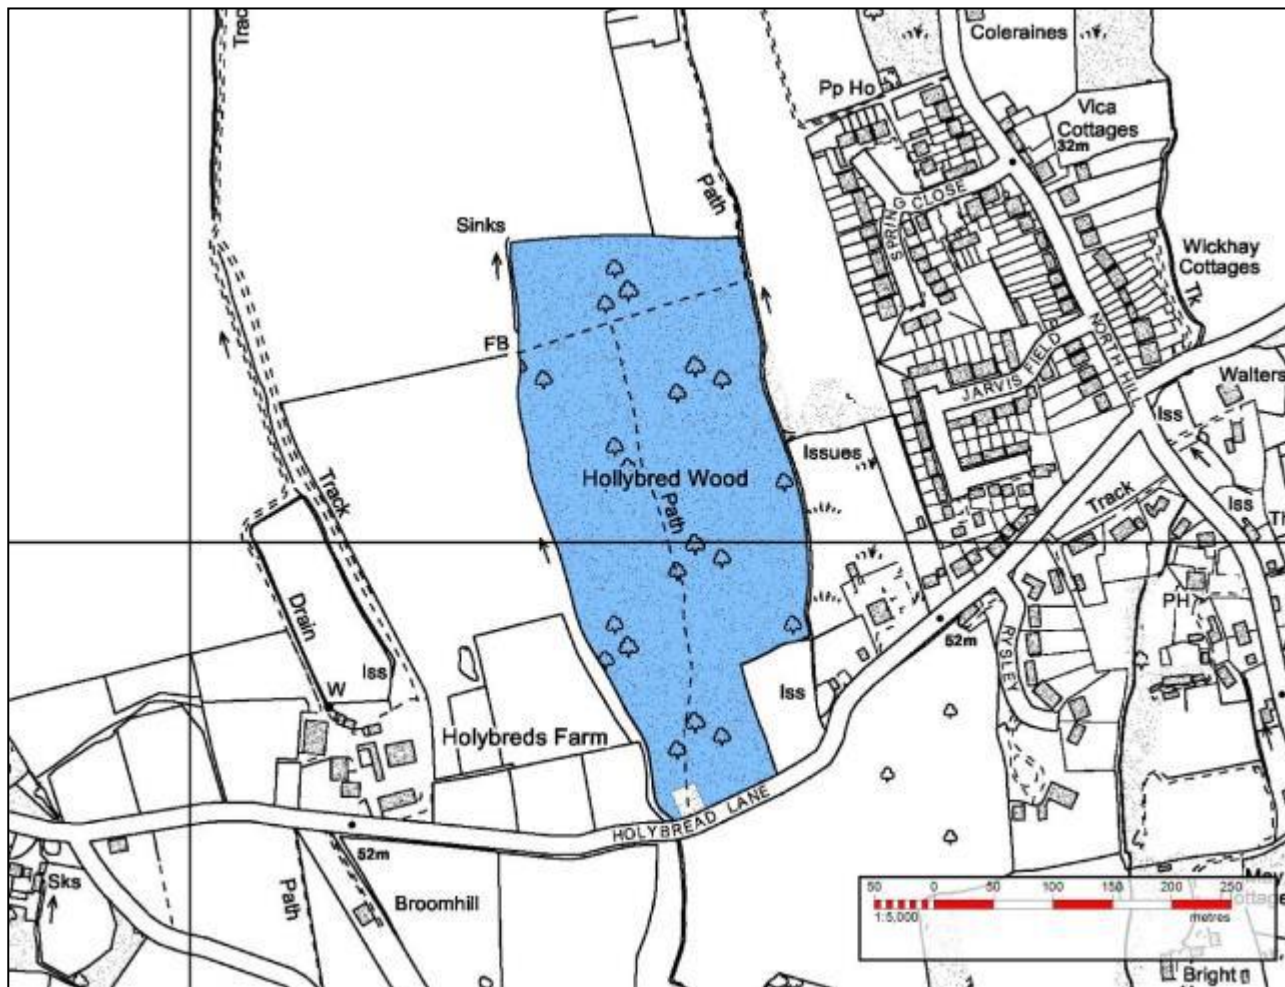 Track
Coleraines
Pp Ho
Vica
Cottages
32m
Path
Sinks
SPRING CLOSE
Wickhay
Cottages
Tk
NORTH HILL
FB
JARVIS FIELD
Walters
Iss
Issues
Hollybred Wood
Track
Path
Track
Iss
PH
Drain
52m
RYSLEY
Iss
W
Iss
Holybreds Farm
HOLYBREAD LANE
52m
Sks
Path
Broomhill
50 0 50 100 150 200 250
1:5,000 metres
Bright